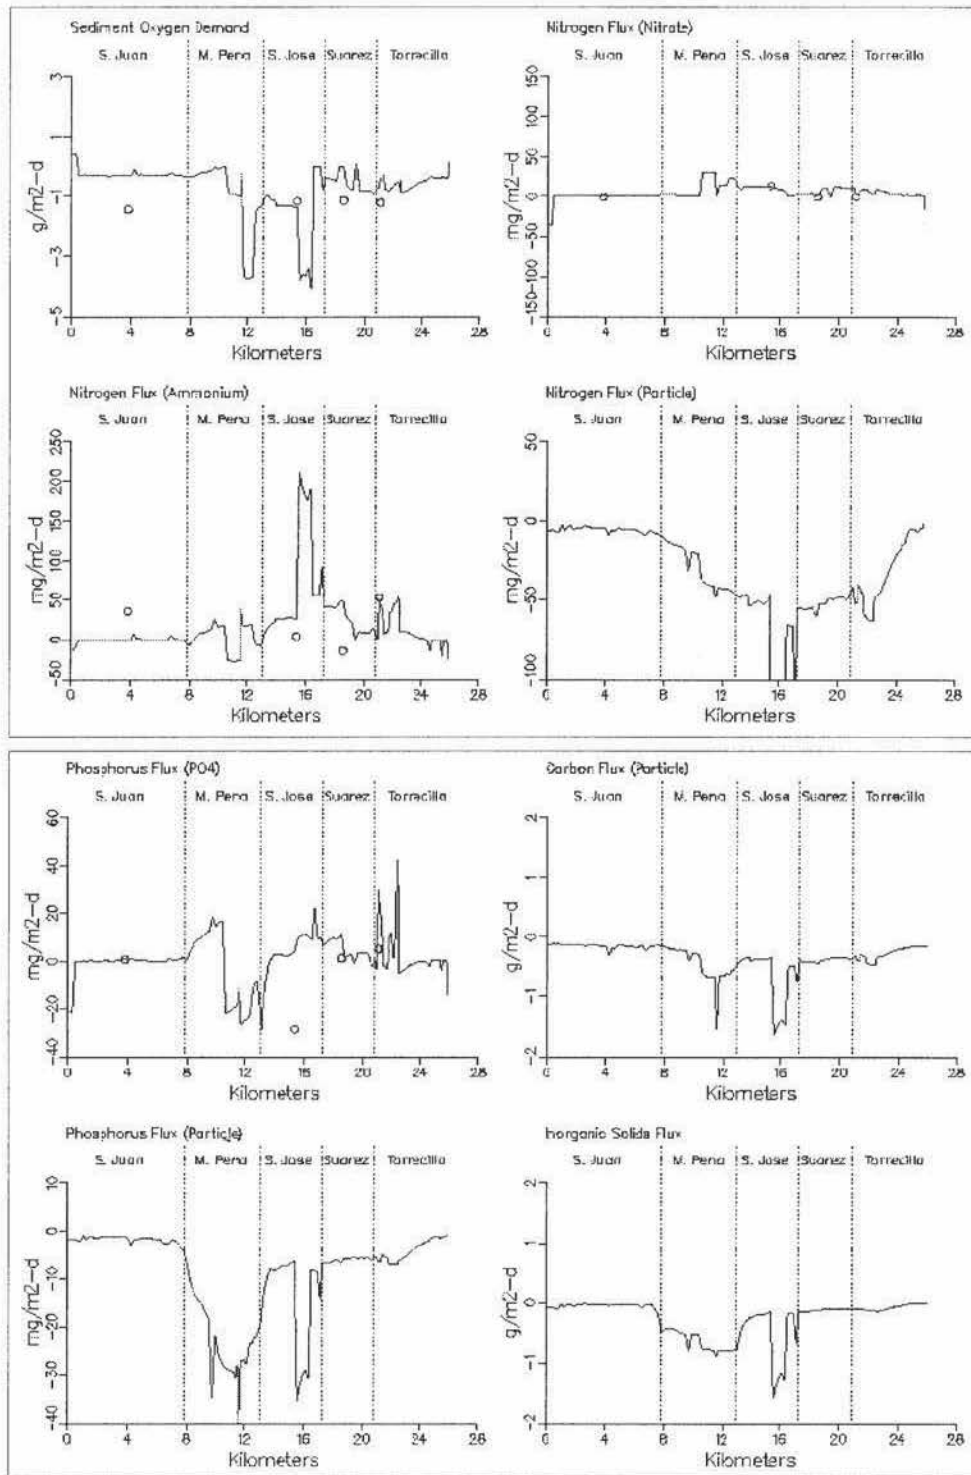 Sediment Oxygen Demand
S. Juan M. Pena S. Jose Suarez Torrecilla
3
1
-1
-3
-5
g/m2-d
0 4 8 12 16 20 24 28
Kilometers
Nitrogen Flux (Nitrate)
S. Juan M. Pena S. Jose Suarez Torrecilla
150
100
50
0
-50
-100
-150
mg/m2-d
0 4 8 12 16 20 24 28
Kilometers
Nitrogen Flux (Ammonium)
S. Juan M. Pena S. Jose Suarez Torrecilla
250
200
150
100
50
0
-50
mg/m2-d
0 4 8 12 16 20 24 28
Kilometers
Nitrogen Flux (Particle)
S. Juan M. Pena S. Jose Suarez Torrecilla
50
0
-50
-100
mg/m2-d
0 4 8 12 16 20 24 28
Kilometers
Phosphorus Flux (PO4)
S. Juan M. Pena S. Jose Suarez Torrecilla
60
40
20
0
-20
-40
mg/m2-d
0 4 8 12 16 20 24 28
Kilometers
Carbon Flux (Particle)
S. Juan M. Pena S. Jose Suarez Torrecilla
2
1
0
-1
-2
g/m2-d
0 4 8 12 16 20 24 28
Kilometers
Phosphorus Flux (Particle)
S. Juan M. Pena S. Jose Suarez Torrecilla
10
0
-10
-20
-30
-40
mg/m2-d
0 4 8 12 16 20 24 28
Kilometers
Inorganic Solids Flux
S. Juan M. Pena S. Jose Suarez Torrecilla
2
1
0
-1
-2
g/m2-d
0 4 8 12 16 20 24 28
Kilometers